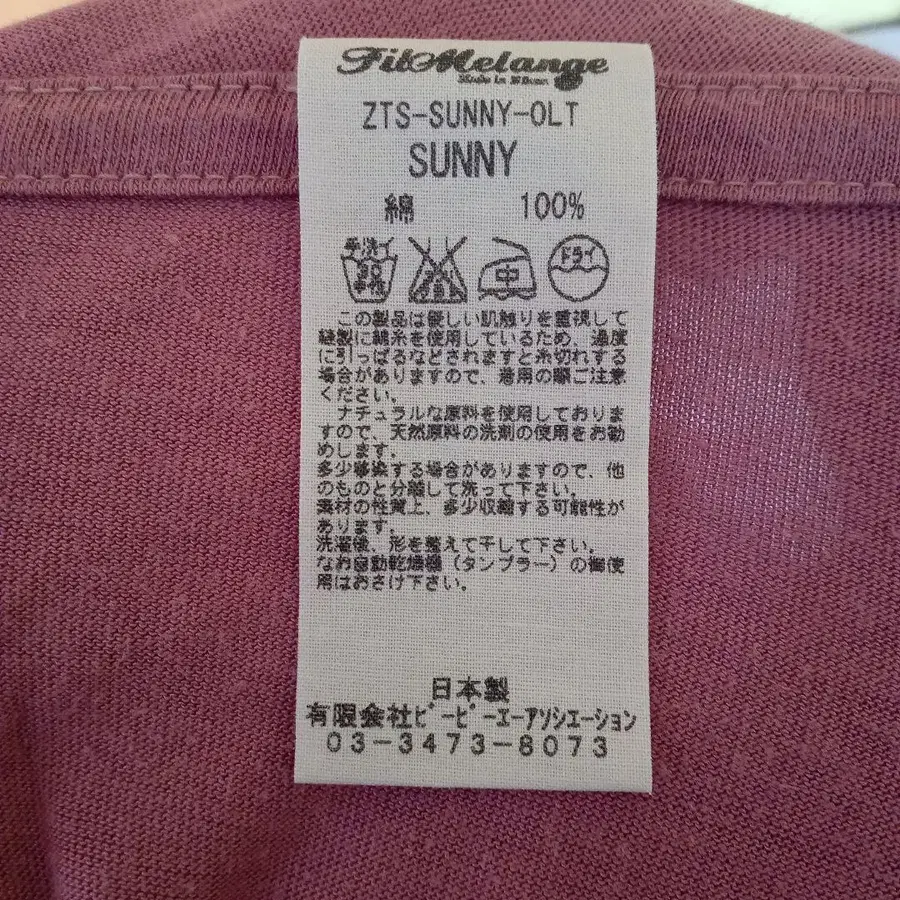 FilMelange
ZTS-SUNNY-OLT
SUNNY
綿 100%
手洗イ ドライ
30 中
この製品は優しい肌触りを重視して
縫製に綿糸を使用しているため、過度
に引っぱるなどされますと糸切れする
場合がありますので、着用の際ご注意
ください。
ナチュラルな原料を使用しておりま
すので、天然原料の洗剤の使用をお勧
めします。
多少移染する場合がありますので、他
のものと分離して洗って下さい。
素材の性質上、多少収縮する可能性が
あります。
洗濯後、形を整えて干して下さい。
なお自動乾燥機（タンブラー）の御使
用はおさけ下さい。
日本製
有限会社ﾋﾞｰﾋﾟｰエーアソシエーション
03-3473-8073